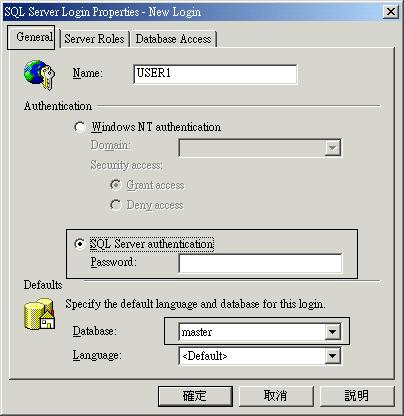 SQL Server Login Properties - New Login
General Server Roles Database Access
Name: USER1
Authentication
Windows NT authentication
Domain:
Security access:
Grant access
Deny access
SQL Server authentication
Password:
Defaults
Specify the default language and database for this login.
Database: master
Language: <Default>
確定 取消 說明